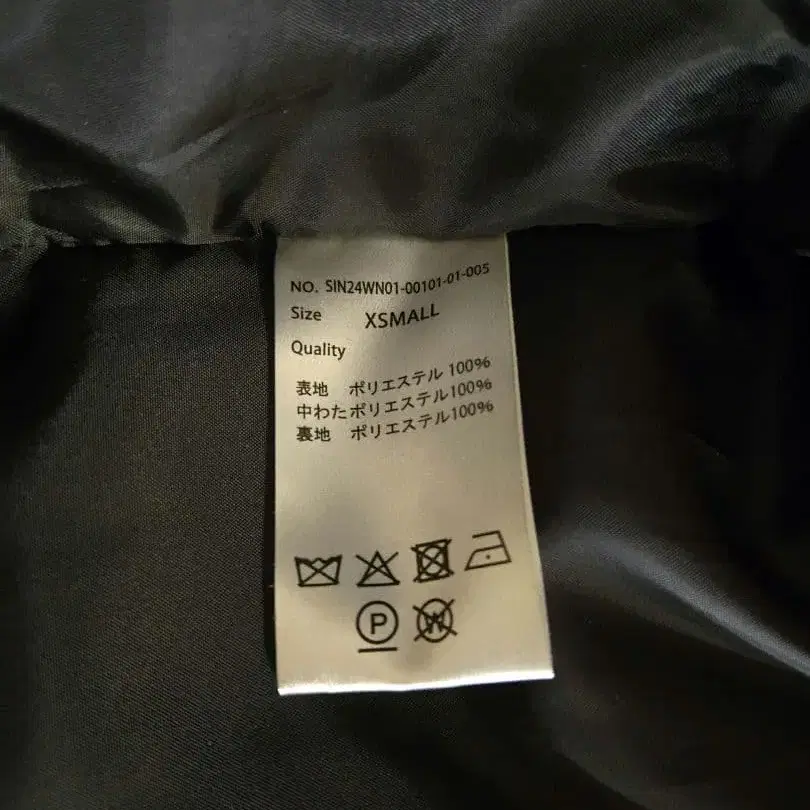 NO. SIN24WN01-00101-01-005
Size XSMALL
Quality
表地 ポリエステル 100%
中わたポリエステル100%
裏地 ポリエステル100%
P
W